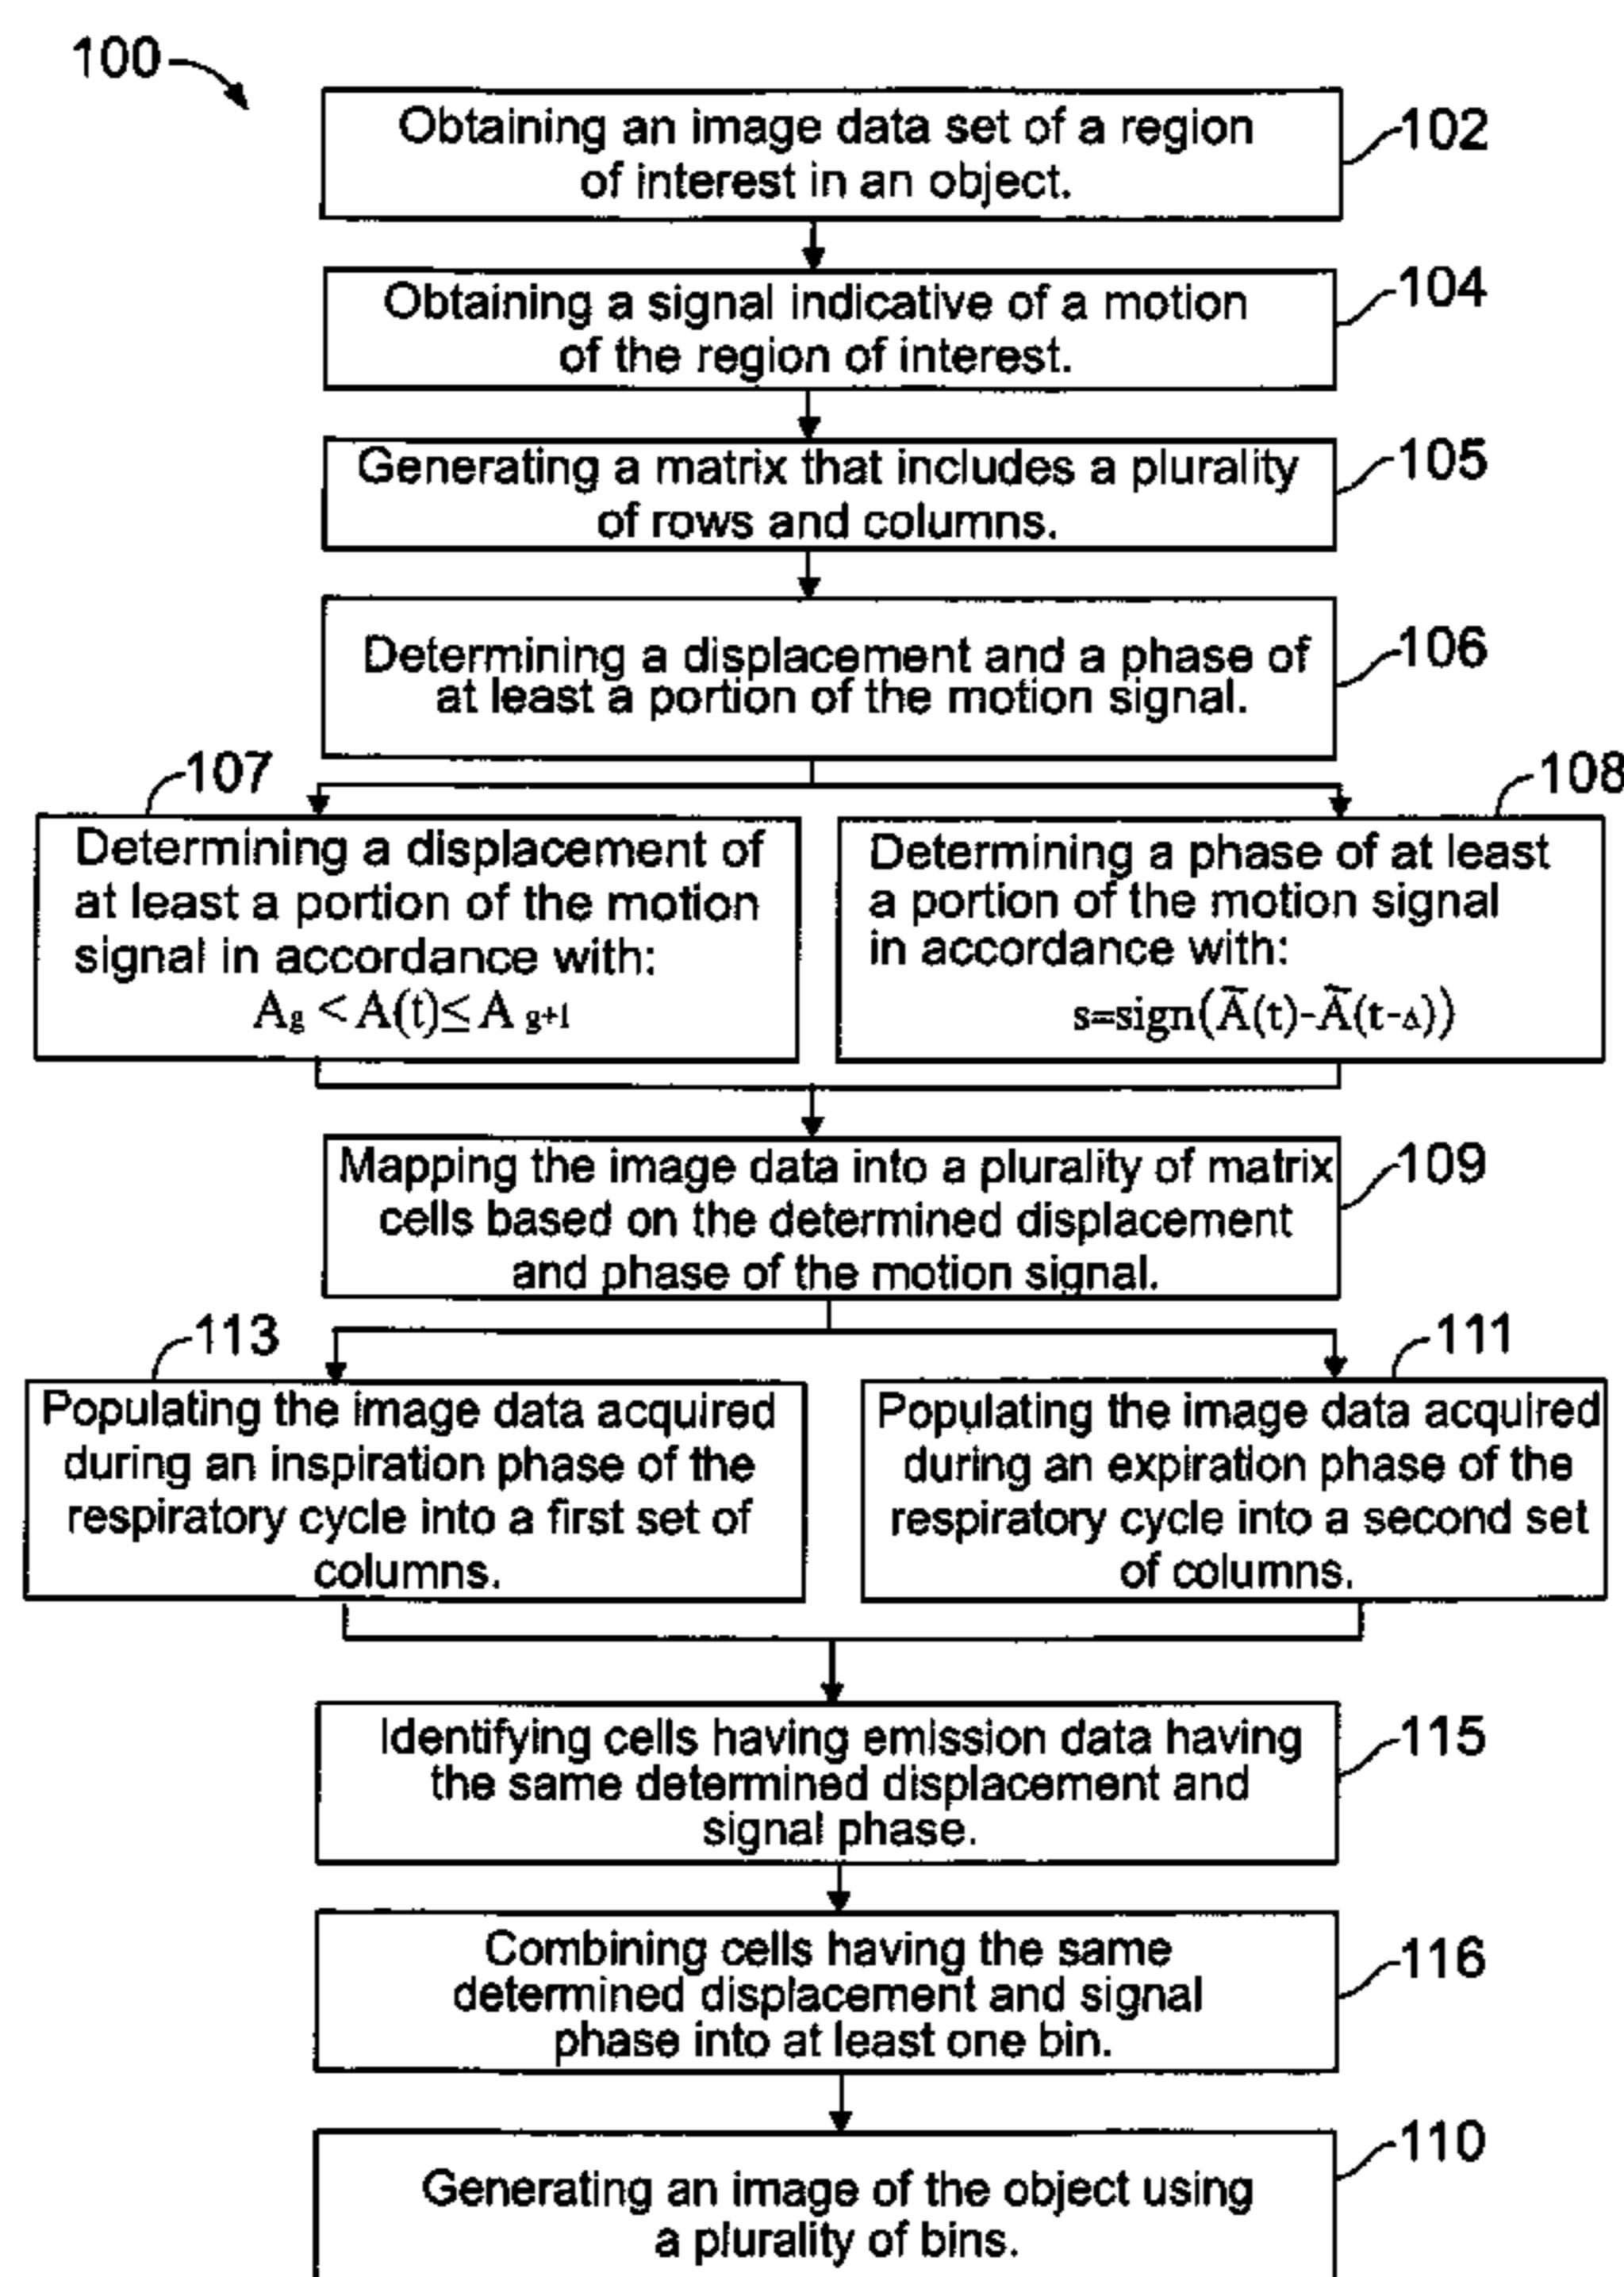 100
Obtaining an image data set of a region
of interest in an object.
102
Obtaining a signal indicative of a motion
of the region of interest.
104
Generating a matrix that includes a plurality
of rows and columns.
105
Determining a displacement and a phase of
at least a portion of the motion signal.
106
107
Determining a displacement of
at least a portion of the motion
signal in accordance with:
A_g < A(t) ≤ A_{g+1}
108
Determining a phase of at least
a portion of the motion signal
in accordance with:
s=sign(Ã(t)-Ã(t-Δ))
Mapping the image data into a plurality of matrix
cells based on the determined displacement
and phase of the motion signal.
109
113
Populating the image data acquired
during an inspiration phase of the
respiratory cycle into a first set of
columns.
111
Populating the image data acquired
during an expiration phase of the
respiratory cycle into a second set
of columns.
Identifying cells having emission data having
the same determined displacement and
signal phase.
115
Combining cells having the same
determined displacement and signal
phase into at least one bin.
116
Generating an image of the object using
a plurality of bins.
110